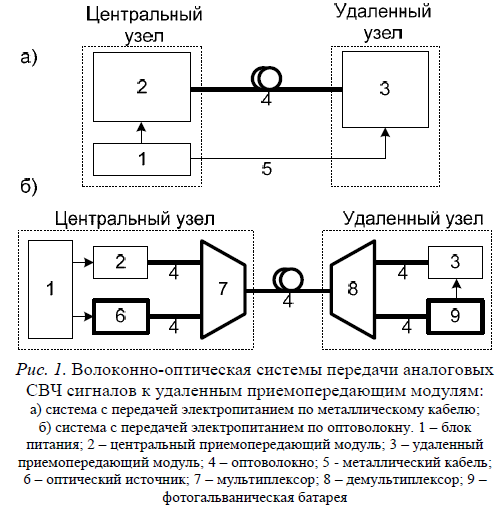 Центральный узел
Удаленный узел
а)
2
4
3
1
5
б)
Центральный узел
Удаленный узел
1
2
4
6
4
7
4
8
4
3
4
9
Рис. 1. Волоконно-оптическая системы передачи аналоговых
СВЧ сигналов к удаленным приемопередающим модулям:
а) система с передачей электропитанием по металлическому кабелю;
б) система с передачей электропитанием по оптоволокну. 1 – блок
питания; 2 – центральный приемопередающий модуль; 3 – удаленный
приемопередающий модуль; 4 – оптоволокно; 5 - металлический кабель;
6 – оптический источник; 7 – мультиплексор; 8 – демультиплексор; 9 –
фотогальваническая батарея